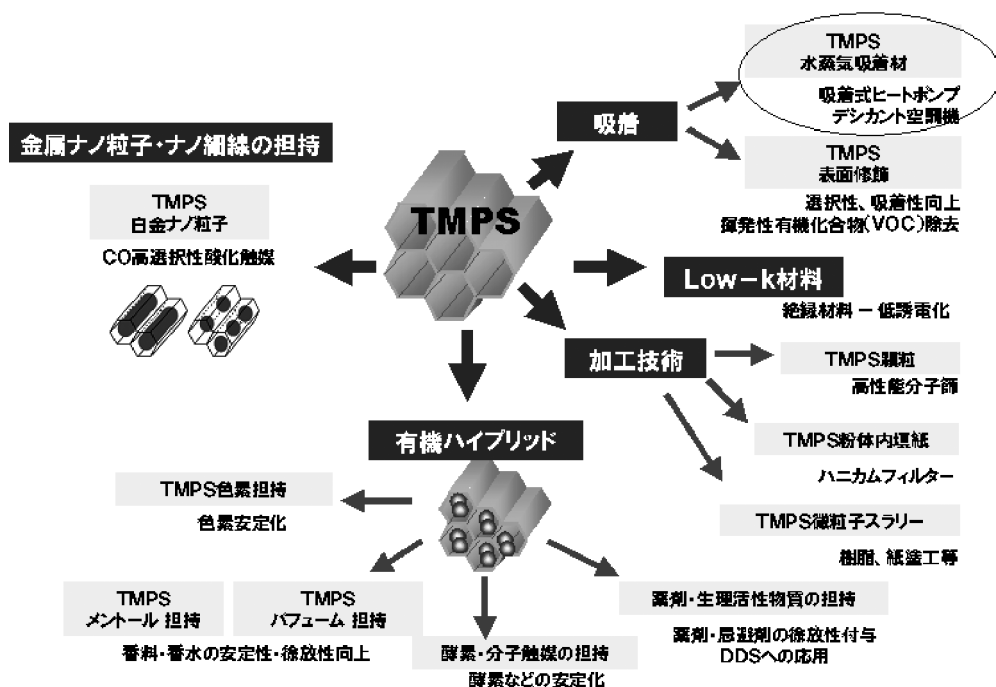 TMPS
水蒸気吸着材
吸着式ヒートポンプ
デシカント空調機
吸着
TMPS
表面修飾
選択性、吸着性向上
揮発性有機化合物(VOC)除去
金属ナノ粒子・ナノ細線の担持
TMPS
白金ナノ粒子
CO高選択性酸化触媒
TMPS
Low－k材料
絶縁材料 － 低誘電化
加工技術
TMPS顆粒
高性能分子篩
TMPS粉体内填紙
ハニカムフィルター
TMPS微粒子スラリー
樹脂、紙塗工等
有機ハイブリッド
TMPS色素担持
色素安定化
TMPS
メントール 担持
TMPS
パフューム 担持
香料・香水の安定性・徐放性向上
酵素・分子触媒の担持
酵素などの安定化
薬剤・生理活性物質の担持
薬剤・忌避剤の徐放性付与
DDSへの応用